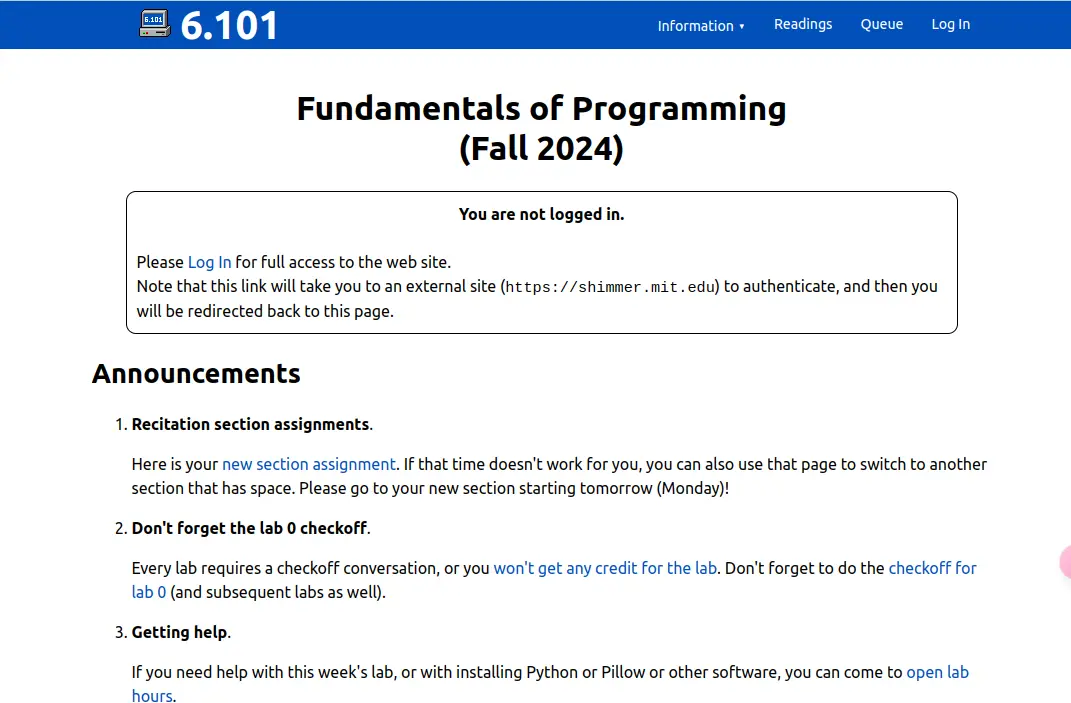 6.101
6.101
Information ▾
Readings
Queue
Log In
Fundamentals of Programming
(Fall 2024)
You are not logged in.
Please Log In for full access to the web site.
Note that this link will take you to an external site (https://shimmer.mit.edu) to authenticate, and then you
will be redirected back to this page.
Announcements
1. Recitation section assignments.
Here is your new section assignment. If that time doesn't work for you, you can also use that page to switch to another
section that has space. Please go to your new section starting tomorrow (Monday)!
2. Don't forget the lab 0 checkoff.
Every lab requires a checkoff conversation, or you won't get any credit for the lab. Don't forget to do the checkoff for
lab 0 (and subsequent labs as well).
3. Getting help.
If you need help with this week's lab, or with installing Python or Pillow or other software, you can come to open lab
hours.